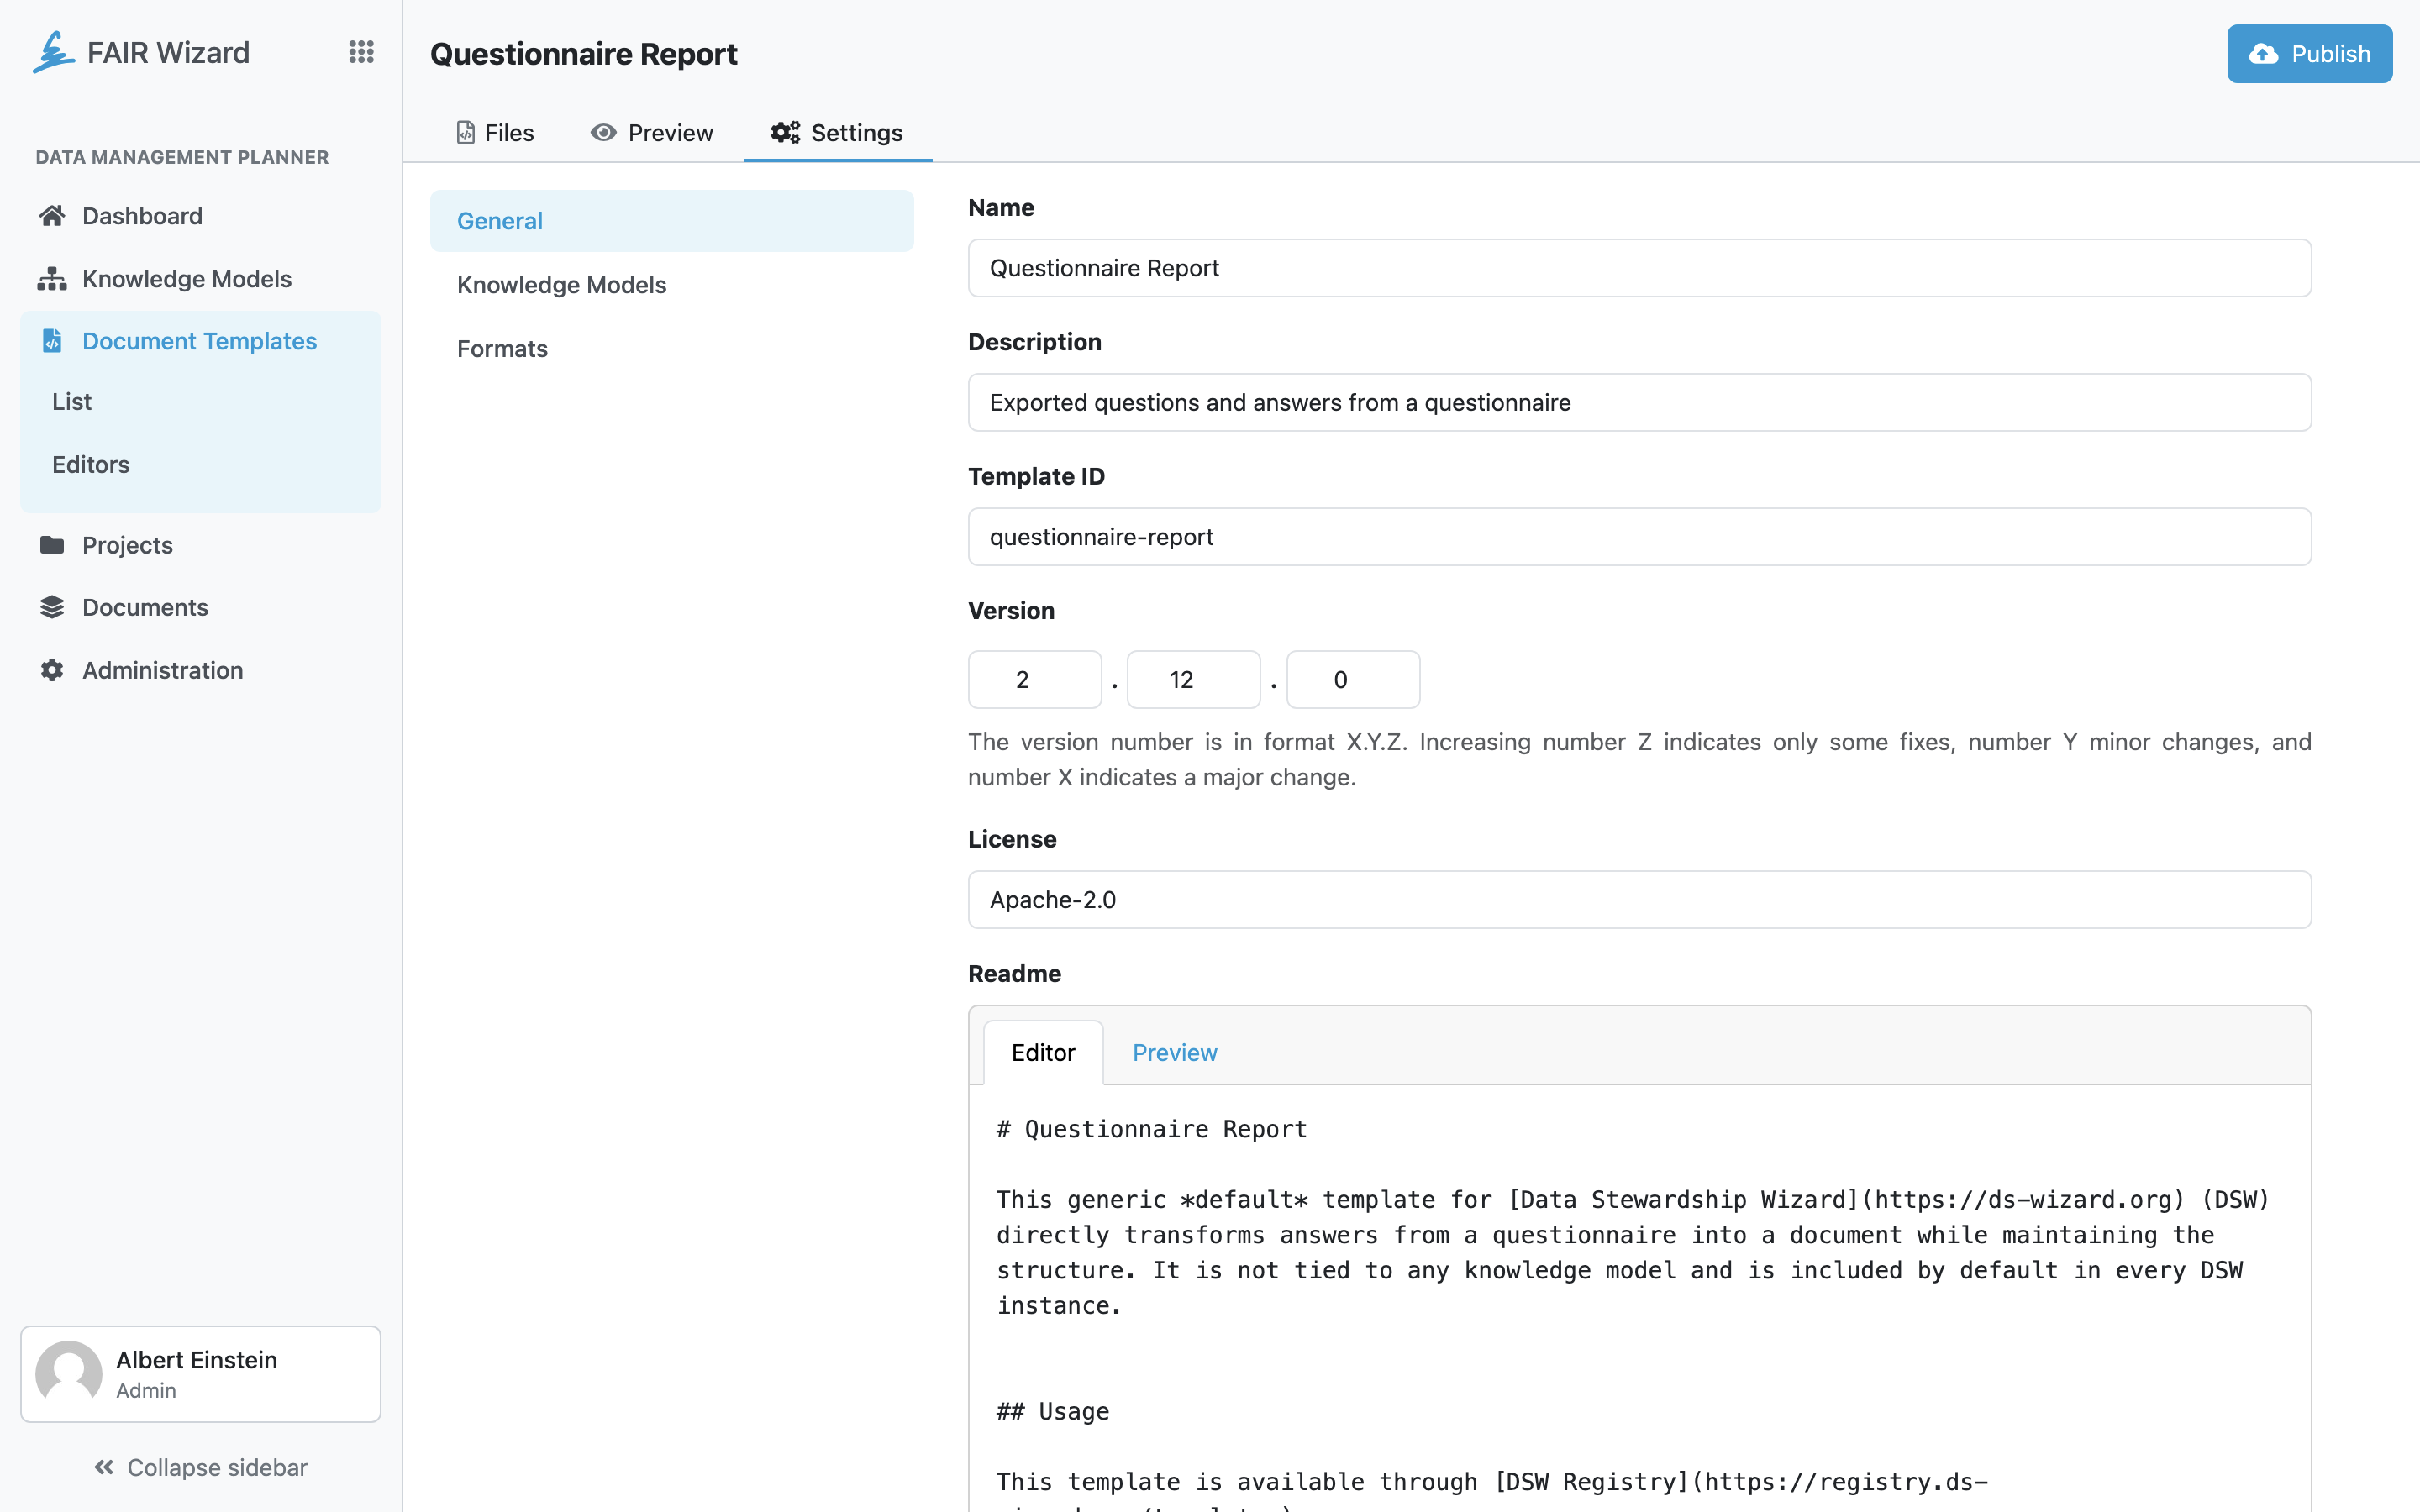 FAIR Wizard
DATA MANAGEMENT PLANNER
Dashboard
Knowledge Models
Document Templates
List
Editors
Projects
Documents
Administration
Albert Einstein
Admin
Collapse sidebar
Questionnaire Report
Publish
Files
Preview
Settings
General
Knowledge Models
Formats
Name
Questionnaire Report
Description
Exported questions and answers from a questionnaire
Template ID
questionnaire-report
Version
2 . 12 . 0
The version number is in format X.Y.Z. Increasing number Z indicates only some fixes, number Y minor changes, and
number X indicates a major change.
License
Apache-2.0
Readme
Editor
Preview
# Questionnaire Report
This generic *default* template for [Data Stewardship Wizard](https://ds-wizard.org) (DSW)
directly transforms answers from a questionnaire into a document while maintaining the
structure. It is not tied to any knowledge model and is included by default in every DSW
instance.
## Usage
This template is available through [DSW Registry](https://registry.ds-